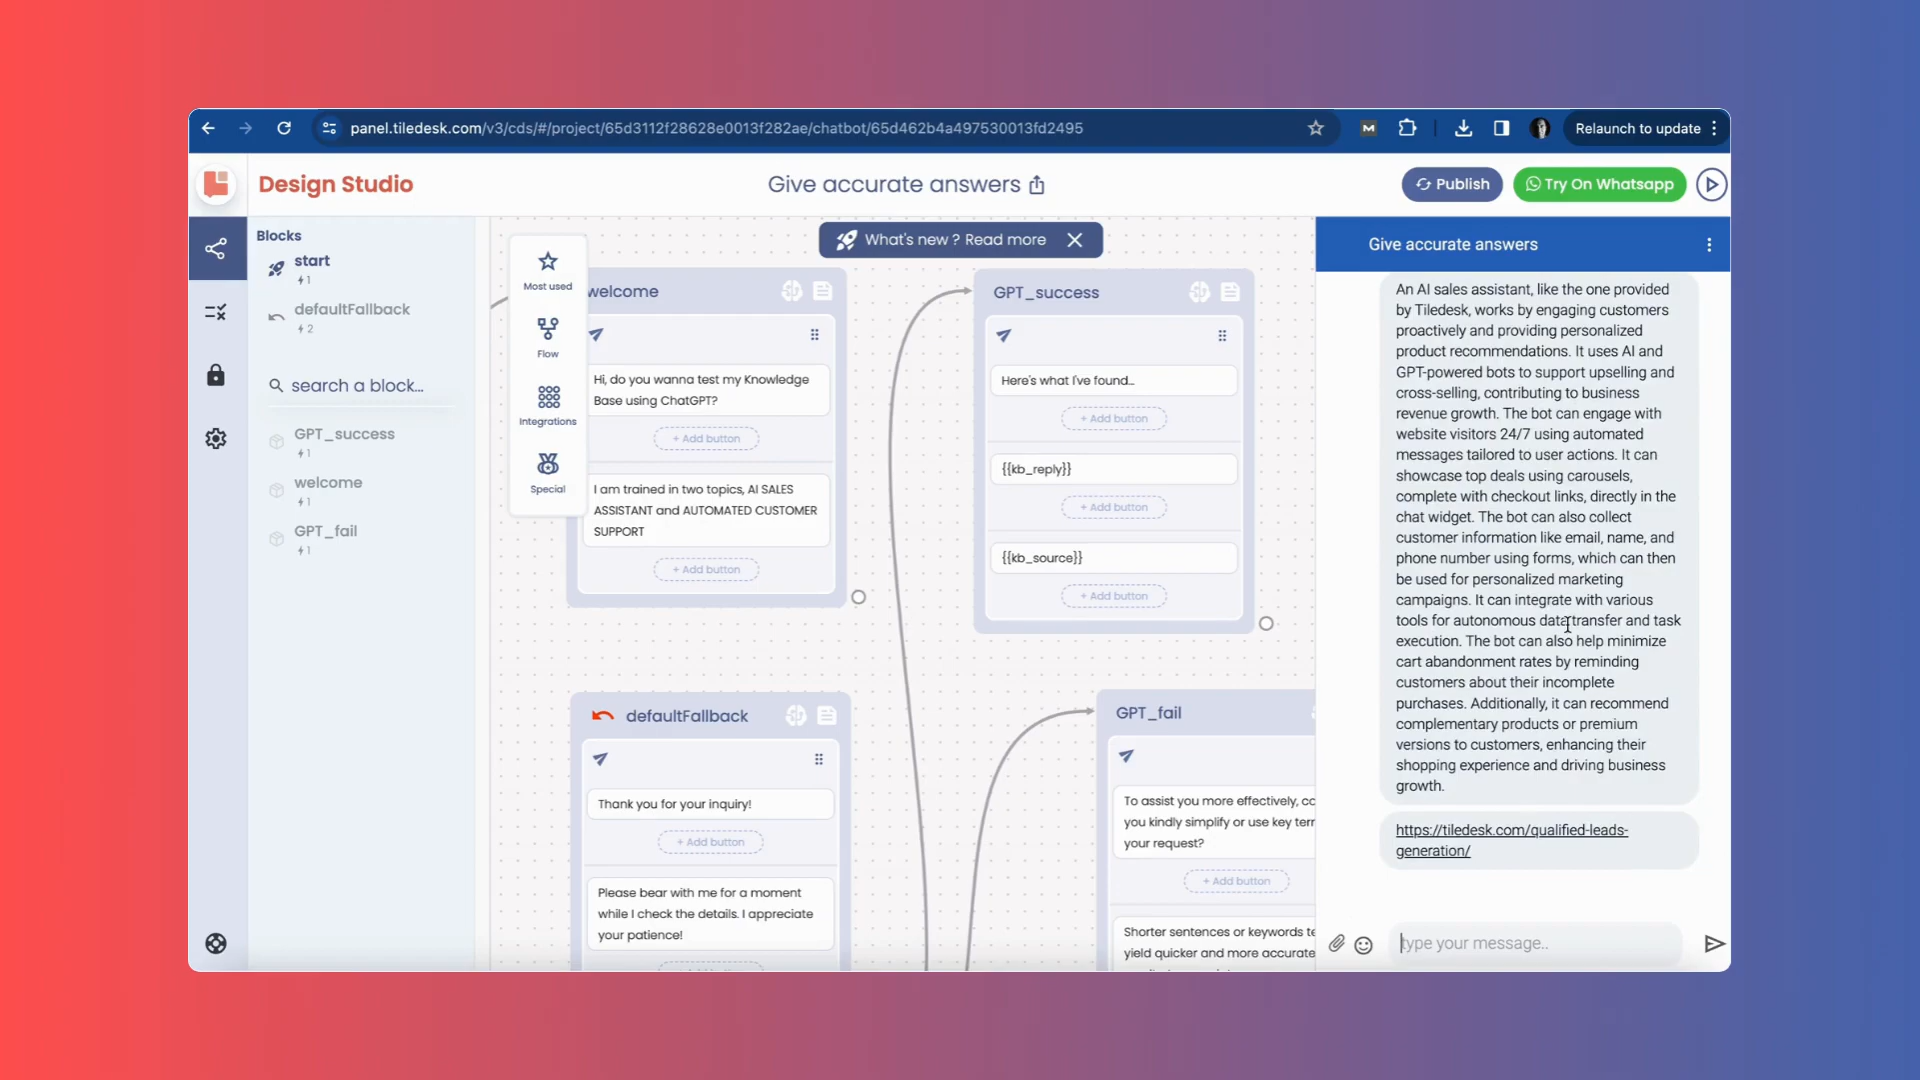 panel.tiledesk.com/v3/cds/#/project/65d3112f28628e0013f282ae/chatbot/65d462b4a497530013fd2495
M
Relaunch to update
Design Studio
Give accurate answers
Publish
Try On Whatsapp
Blocks
start
1
defaultFallback
2
search a block...
GPT_success
1
welcome
1
GPT_fail
1
Most used
Flow
Integrations
Special
What's new ? Read more
welcome
Hi, do you wanna test my Knowledge
Base using ChatGPT?
+ Add button
I am trained in two topics, AI SALES
ASSISTANT and AUTOMATED CUSTOMER
SUPPORT
+ Add button
GPT_success
Here's what I've found...
+ Add button
{{kb_reply}}
+ Add button
{{kb_source}}
+ Add button
defaultFallback
Thank you for your inquiry!
+ Add button
Please bear with me for a moment
while I check the details. I appreciate
your patience!
GPT_fail
To assist you more effectively, co
you kindly simplify or use key terr
your request?
+ Add button
Shorter sentences or keywords te
yield quicker and more accurate
Give accurate answers
An AI sales assistant, like the one provided
by Tiledesk, works by engaging customers
proactively and providing personalized
product recommendations. It uses AI and
GPT-powered bots to support upselling and
cross-selling, contributing to business
revenue growth. The bot can engage with
website visitors 24/7 using automated
messages tailored to user actions. It can
showcase top deals using carousels,
complete with checkout links, directly in the
chat widget. The bot can also collect
customer information like email, name, and
phone number using forms, which can then
be used for personalized marketing
campaigns. It can integrate with various
tools for autonomous data transfer and task
execution. The bot can also help minimize
cart abandonment rates by reminding
customers about their incomplete
purchases. Additionally, it can recommend
complementary products or premium
versions to customers, enhancing their
shopping experience and driving business
growth.
https://tiledesk.com/qualified-leads-
generation/
type your message..